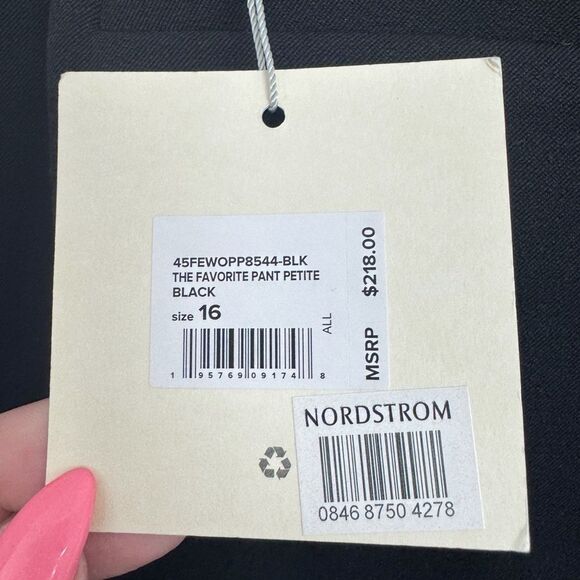 45FEWOPP8544-BLK
THE FAVORITE PANT PETITE
BLACK
size 16
ALL
MSRP $218.00
1 95769 09174 8
NORDSTROM
0846 8750 4278